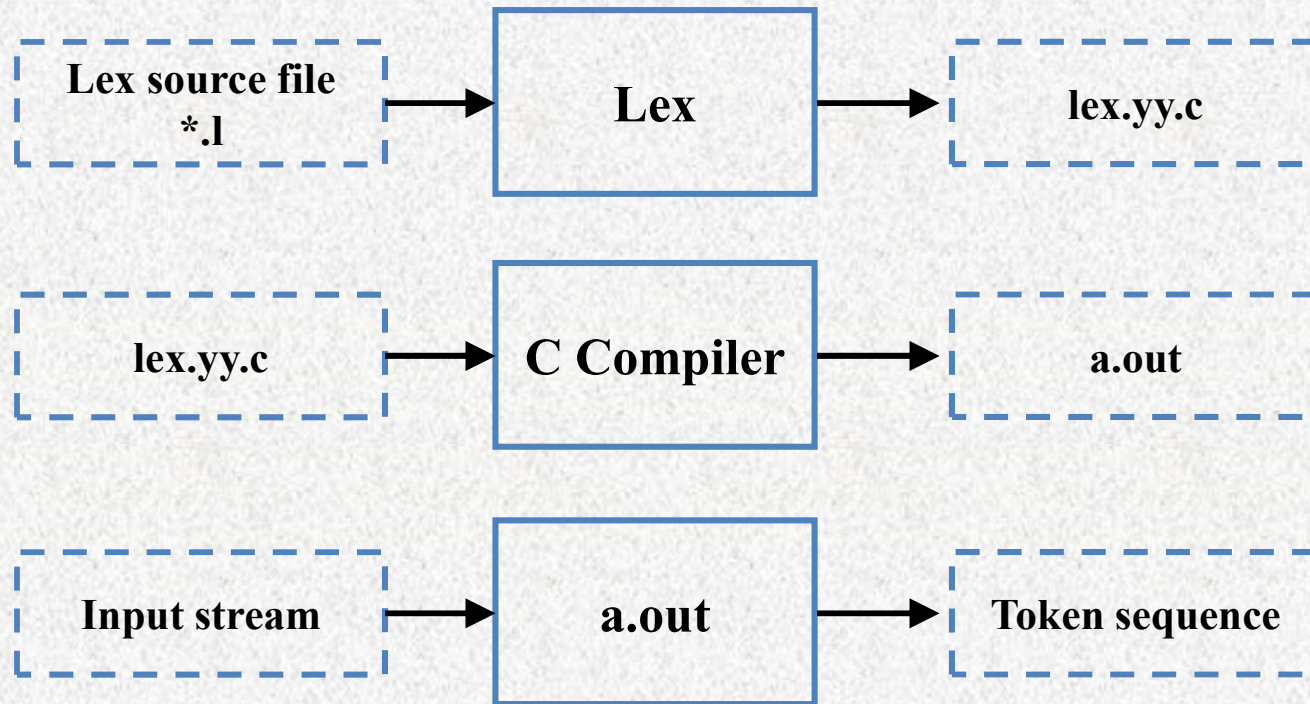 Lex source file
*.l
Lex
lex.yy.c
lex.yy.c
C Compiler
a.out
Input stream
a.out
Token sequence